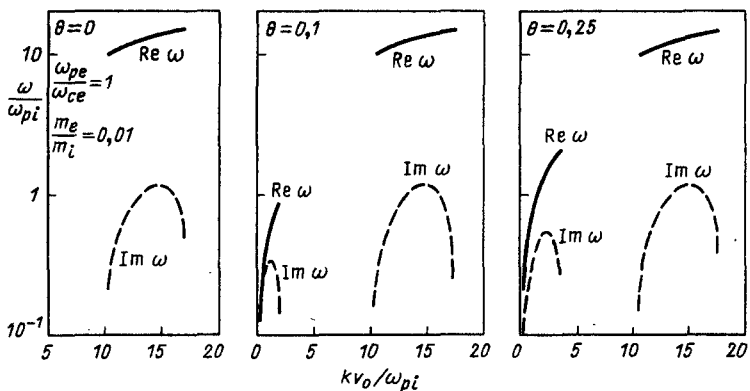 θ=0
10
Re ω
ω/ω_pi
ω_pe/ω_ce=1
m_e/m_i=0,01
1
Im ω
10⁻¹
5 10 15 20
θ=0,1
Re ω
Re ω
Im ω
Im ω
0 5 10 15 20
kv₀/ω_pi
θ=0,25
Re ω
Re ω
Im ω
Im ω
0 5 10 15 20